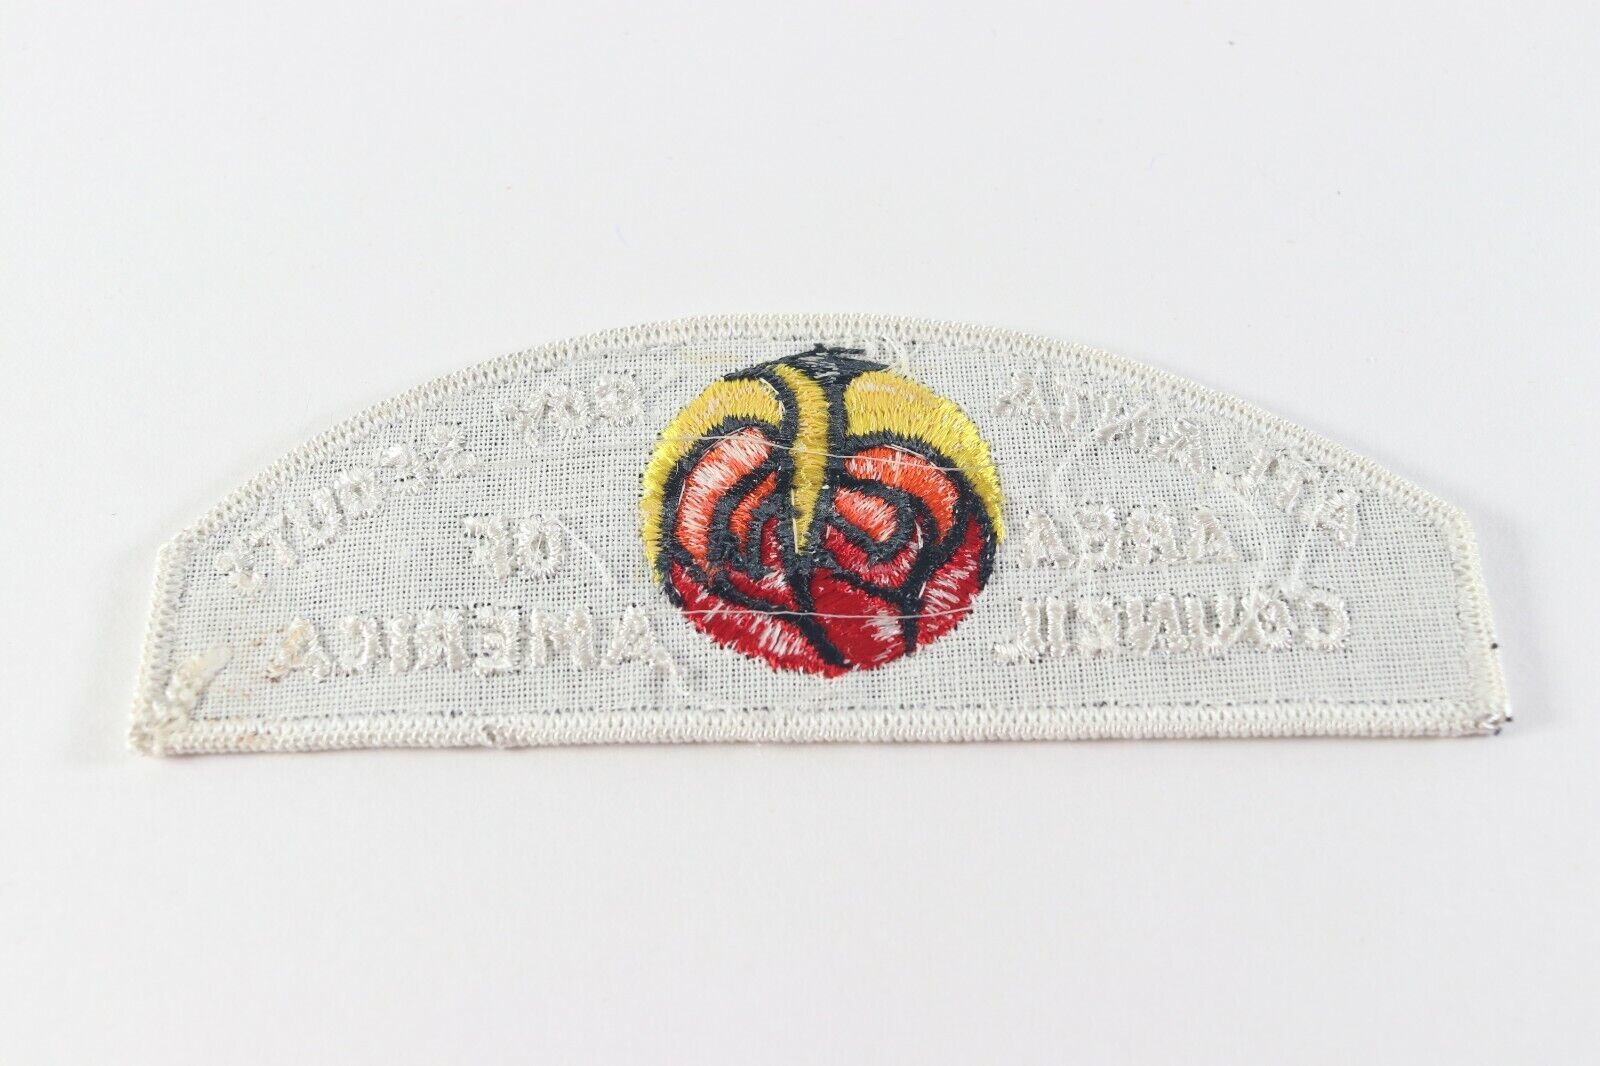 ATLANTA BOY SCOUTS
AREA OF
COUNCIL AMERICA